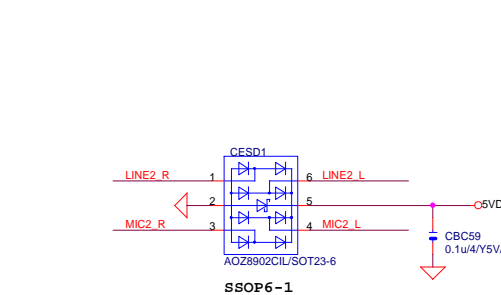 CESD1
LINE2_R 1 6 LINE2_L
2 5 5VD
MIC2_R 3 4 MIC2_L
AOZ8902CIL/SOT23-6
CBC59
0.1u/4/Y5V/
SSOP6-1